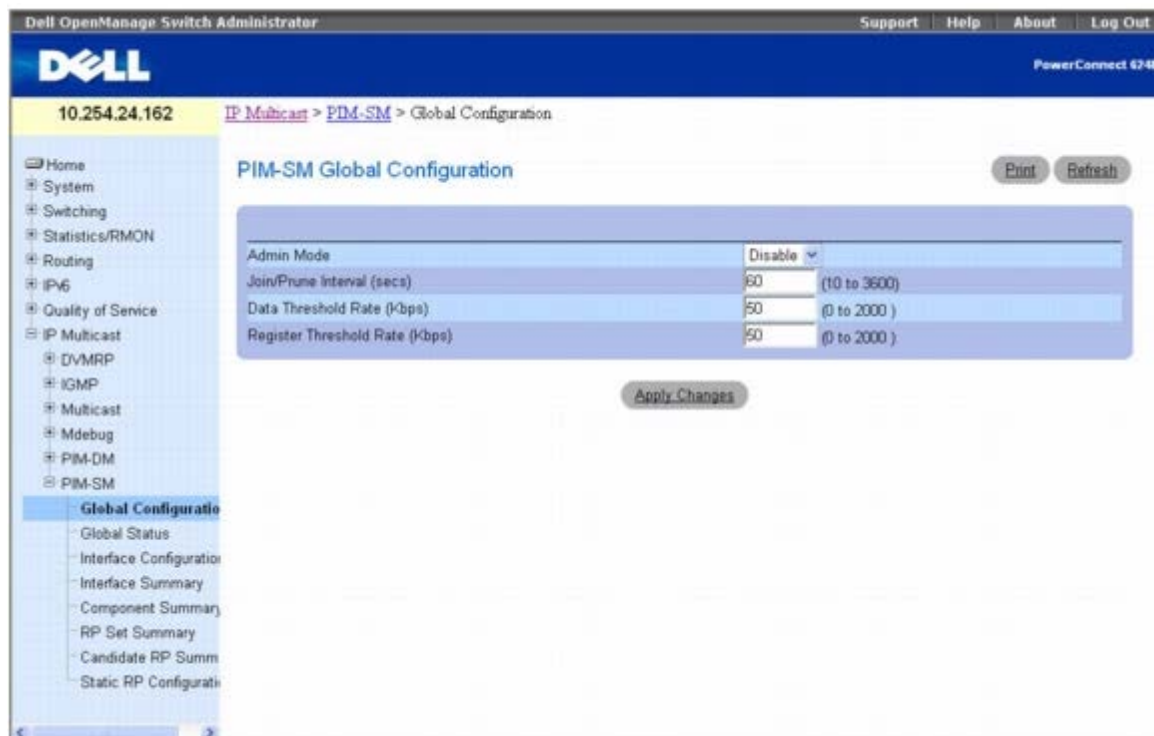 Dell OpenManage Switch Administrator
Support Help About Log Out
DELL
PowerConnect 624
10.254.24.162
IP Multicast > PIM-SM > Global Configuration
Home
System
Switching
Statistics/RMON
Routing
IPv6
Quality of Service
IP Multicast
DVMRP
IGMP
Multicast
Mdebug
PIM-DM
PIM-SM
Global Configuratio
Global Status
Interface Configuration
Interface Summary
Component Summary
RP Set Summary
Candidate RP Summ
Static RP Configurati
PIM-SM Global Configuration
Print Refresh
Admin Mode Disable
Join/Prune Interval (secs) 60 (10 to 3600)
Data Threshold Rate (Kbps) 50 (0 to 2000 )
Register Threshold Rate (Kbps) 50 (0 to 2000 )
Apply Changes